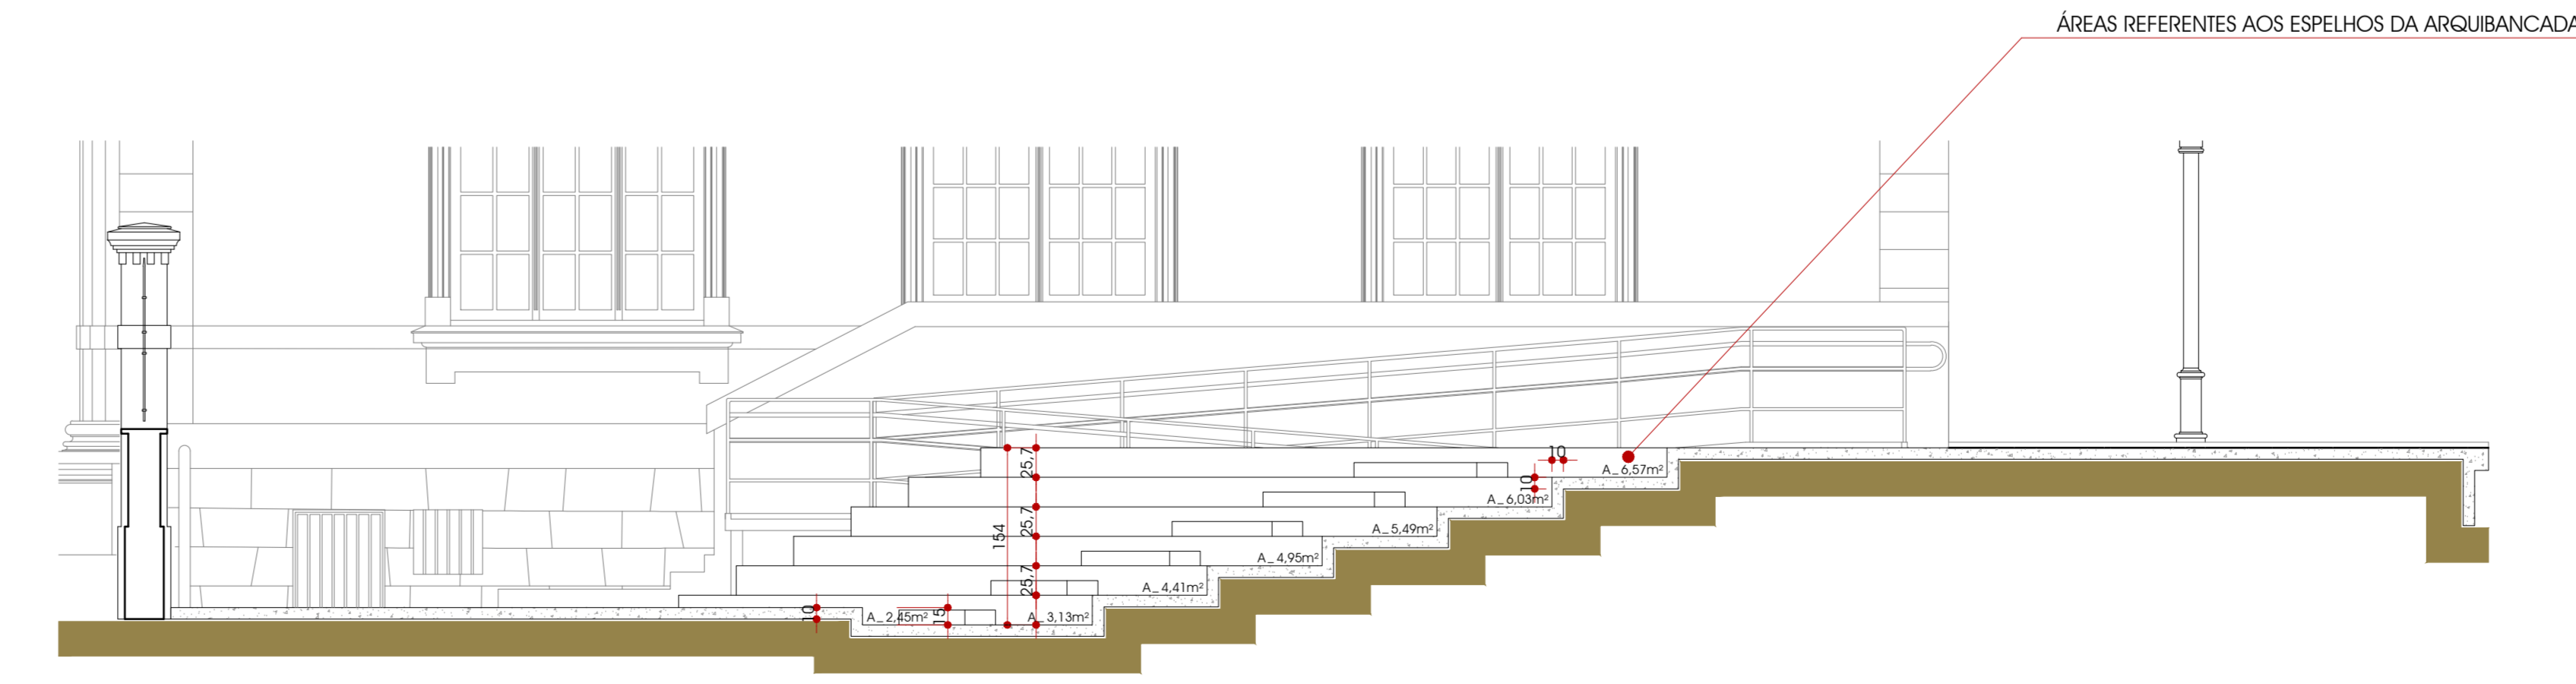 ÁREAS REFERENTES AOS ESPELHOS DA ARQUIBANCADA
10
25,7
A_ 6,57m²
10
A_ 6,03m²
25,7
154
A_ 5,49m²
A_ 4,95m²
25,7
A_ 4,41m²
10
A_ 2,45m²
15
A_ 3,13m²